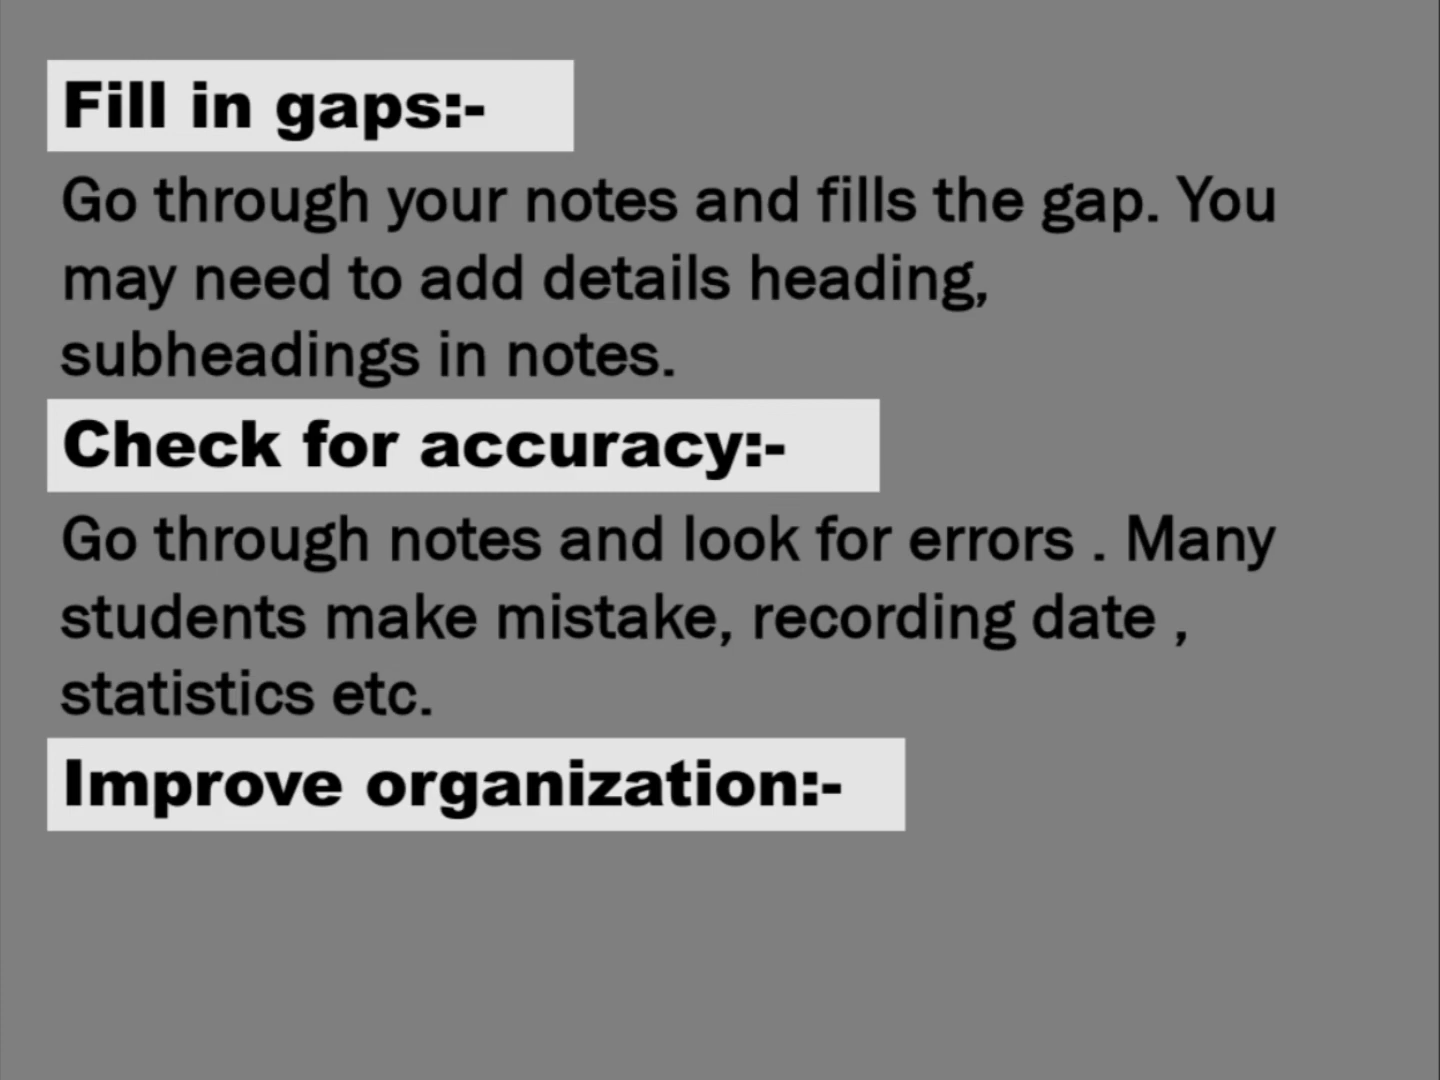 Fill in gaps:-
Go through your notes and fills the gap. You
may need to add details heading,
subheadings in notes.
Check for accuracy:-
Go through notes and look for errors . Many
students make mistake, recording date ,
statistics etc.
Improve organization:-